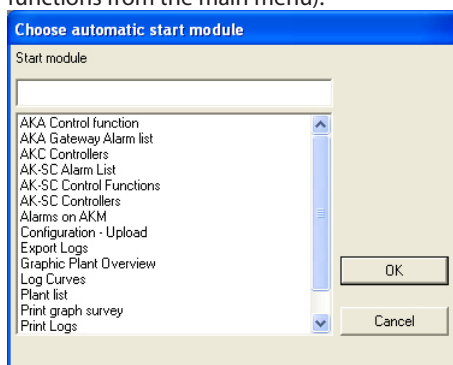 functions from the main menu).
Choose automatic start module
Start module
AKA Control function
AKA Gateway Alarm list
AKC Controllers
AK-SC Alarm List
AK-SC Control Functions
AK-SC Controllers
Alarms on AKM
Configuration - Upload
Export Logs
Graphic Plant Overview
Log Curves
Plant list
Print graph survey
Print Logs
OK
Cancel